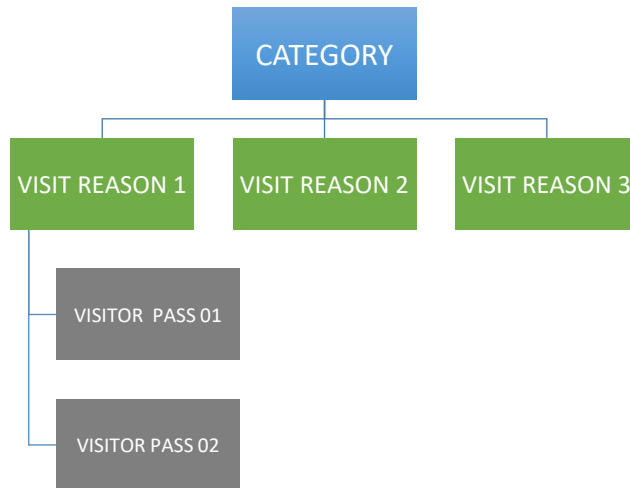 CATEGORY
VISIT REASON 1
VISIT REASON 2
VISIT REASON 3
VISITOR PASS 01
VISITOR PASS 02